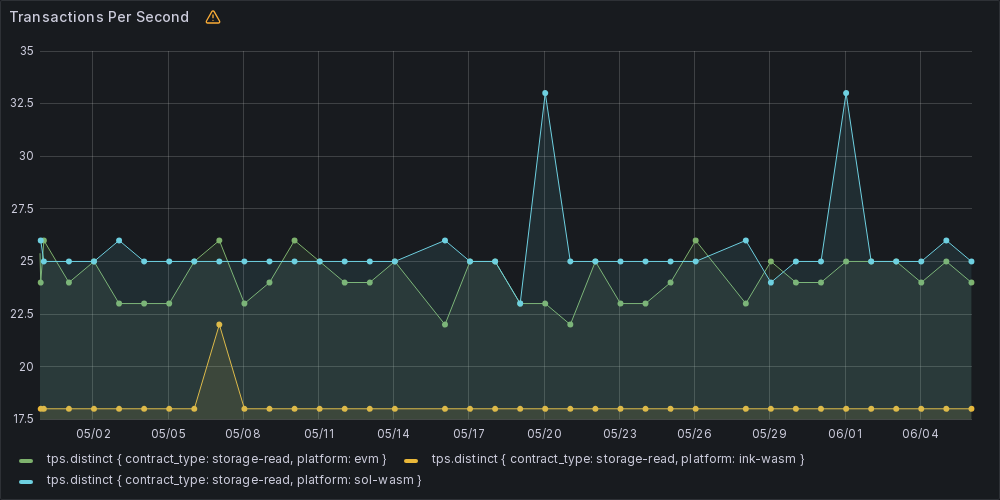 Transactions Per Second
35
32.5
30
27.5
25
22.5
20
17.5
05/02 05/05 05/08 05/11 05/14 05/17 05/20 05/23 05/26 05/29 06/01 06/04
tps.distinct { contract_type: storage-read, platform: evm } tps.distinct { contract_type: storage-read, platform: ink-wasm }
tps.distinct { contract_type: storage-read, platform: sol-wasm }